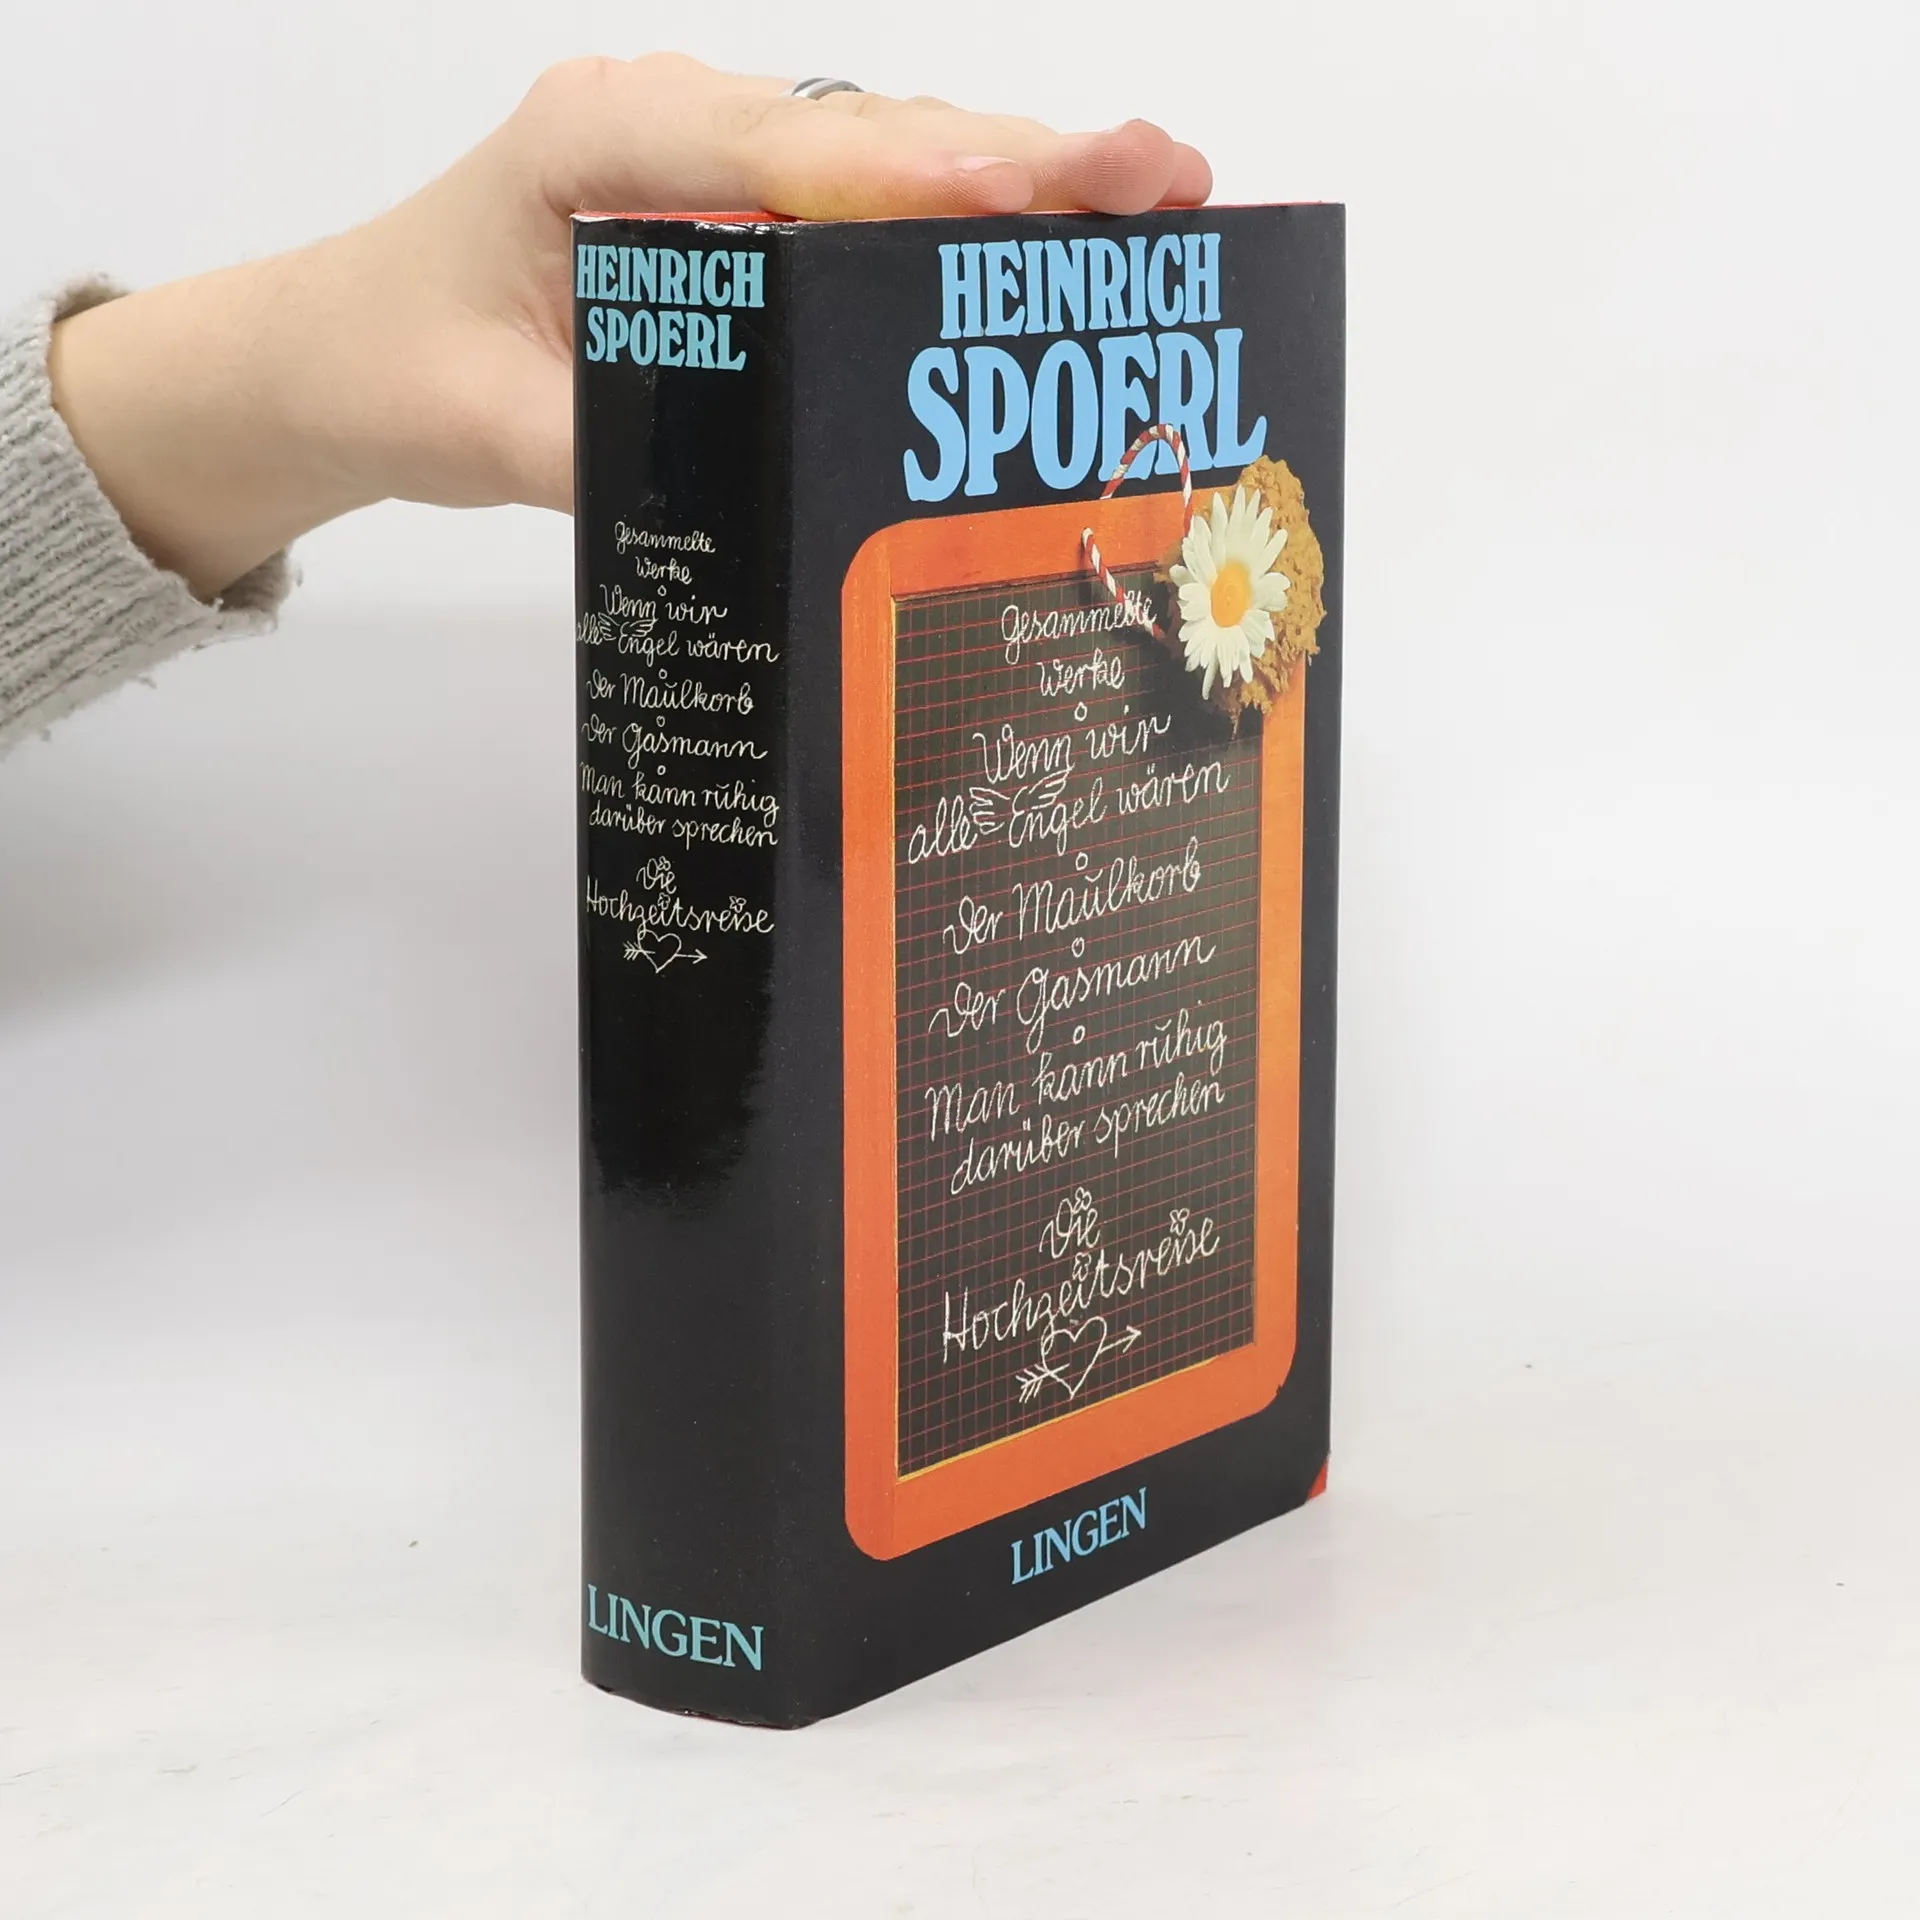 HEINRICH
SPOERL
Gesammelte
Werke
Wenn wir
alle Engel wären
Der Maulkorb
Der Gasmann
Man kann ruhig
darüber sprechen
Die
Hochzeitsreise
LINGEN
HEINRICH
SPOERL
Gesammelte
Werke
Wenn wir
alle Engel wären
Der Maulkorb
Der Gasmann
Man kann ruhig
darüber sprechen
Die
Hochzeitsreise
LINGEN